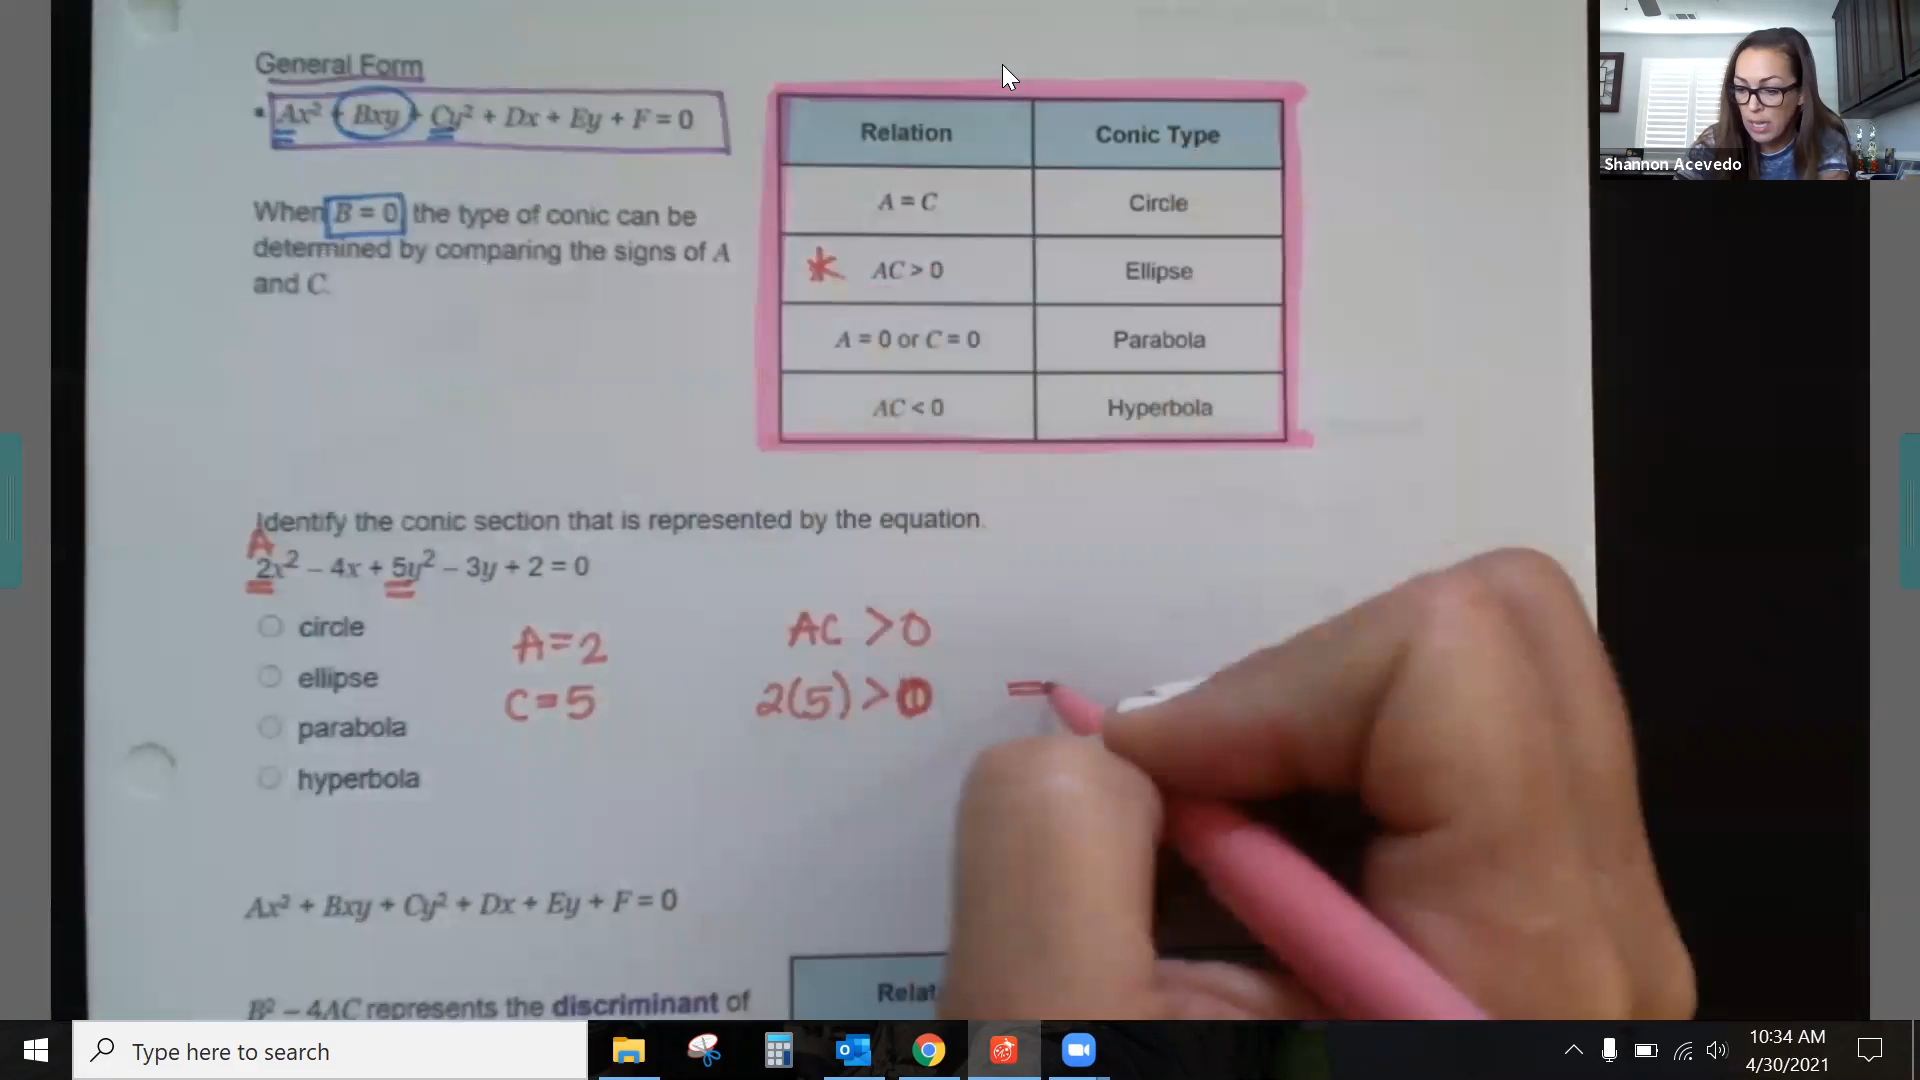 General Form
Ax² + Bxy + Cy² + Dx + Ey + F = 0
When B = 0 the type of conic can be
determined by comparing the signs of A
and C.
Relation Conic Type
A = C Circle
* AC > 0 Ellipse
A = 0 or C = 0 Parabola
AC < 0 Hyperbola
Shannon Acevedo
Identify the conic section that is represented by the equation.
A
2x² – 4x + 5y² – 3y + 2 = 0
circle
ellipse
parabola
hyperbola
A = 2
C = 5
AC > 0
2(5) > 0 =
Ax² + Bxy + Cy² + Dx + Ey + F = 0
B² – 4AC represents the discriminant of
Type here to search
10:34 AM
4/30/2021